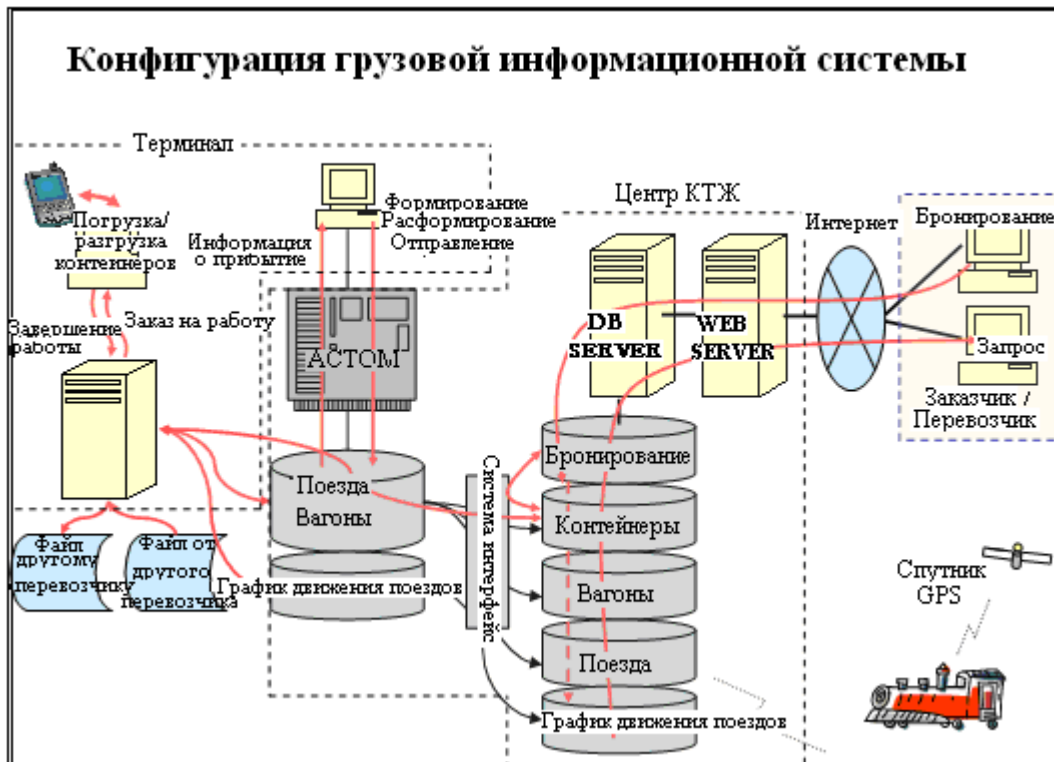 Конфигурация грузовой информационной системы
Терминал
Погрузка/
разгрузка
контейнеров
Информация
о прибытие
Формирование
Расформирование
Отправление
Завершение
работы
Заказ на работу
АСТОМ
Поезда
Вагоны
График движения поездов
Файл
другому
перевозчику
Файл от
другого
перевозчика
Система интерфейс
Центр КТЖ
DB
SERVER
WEB
SERVER
Бронирование
Контейнеры
Вагоны
Поезда
График движения поездов
Интернет
Бронирование
Запрос
Заказчик /
Перевозчик
Спутник
GPS